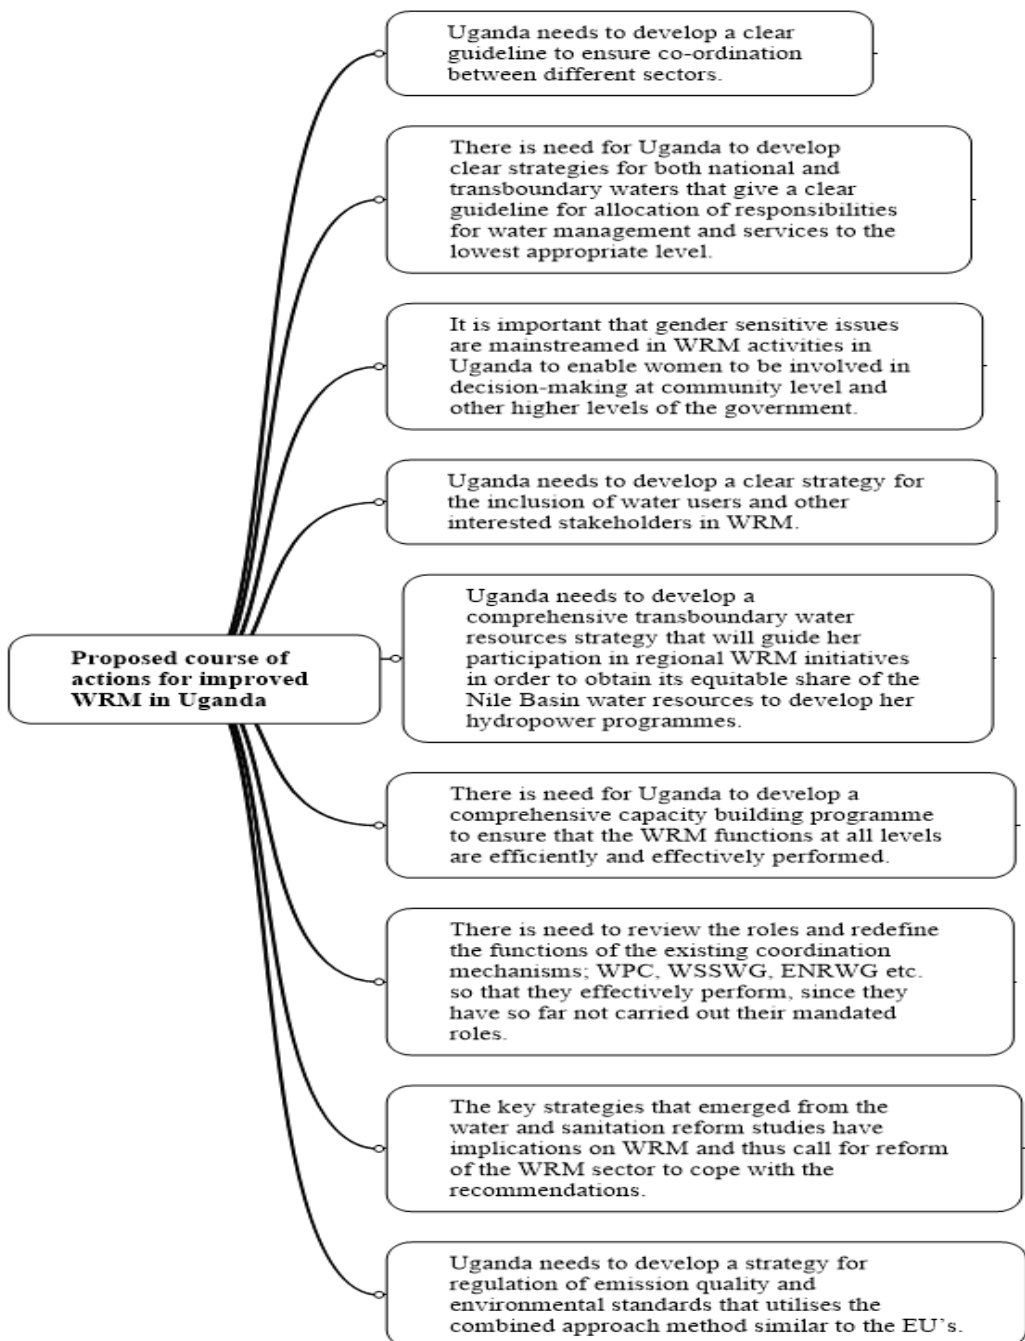 Uganda needs to develop a clear
guideline to ensure co-ordination
between different sectors.
There is need for Uganda to develop
clear strategies for both national and
transboundary waters that give a clear
guideline for allocation of responsibilities
for water management and services to the
lowest appropriate level.
It is important that gender sensitive issues
are mainstreamed in WRM activities in
Uganda to enable women to be involved in
decision-making at community level and
other higher levels of the government.
Uganda needs to develop a clear strategy for
the inclusion of water users and other
interested stakeholders in WRM.
Proposed course of
actions for improved
WRM in Uganda
Uganda needs to develop a
comprehensive transboundary water
resources strategy that will guide her
participation in regional WRM initiatives
in order to obtain its equitable share of the
Nile Basin water resources to develop her
hydropower programmes.
There is need for Uganda to develop a
comprehensive capacity building programme
to ensure that the WRM functions at all levels
are efficiently and effectively performed.
There is need to review the roles and redefine
the functions of the existing coordination
mechanisms; WPC, WSSWG, ENRWG etc.
so that they effectively perform, since they
have so far not carried out their mandated
roles.
The key strategies that emerged from the
water and sanitation reform studies have
implications on WRM and thus call for reform
of the WRM sector to cope with the
recommendations.
Uganda needs to develop a strategy for
regulation of emission quality and
environmental standards that utilises the
combined approach method similar to the EU's.